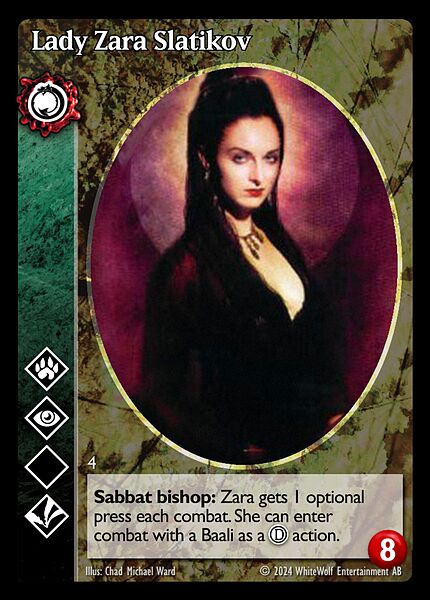 Lady Zara Slatikov
4
Sabbat bishop: Zara gets 1 optional
press each combat. She can enter
combat with a Baali as a Ⓓ action.
8
Illus: Chad Michael Ward © 2024 WhiteWolf Entertainment AB